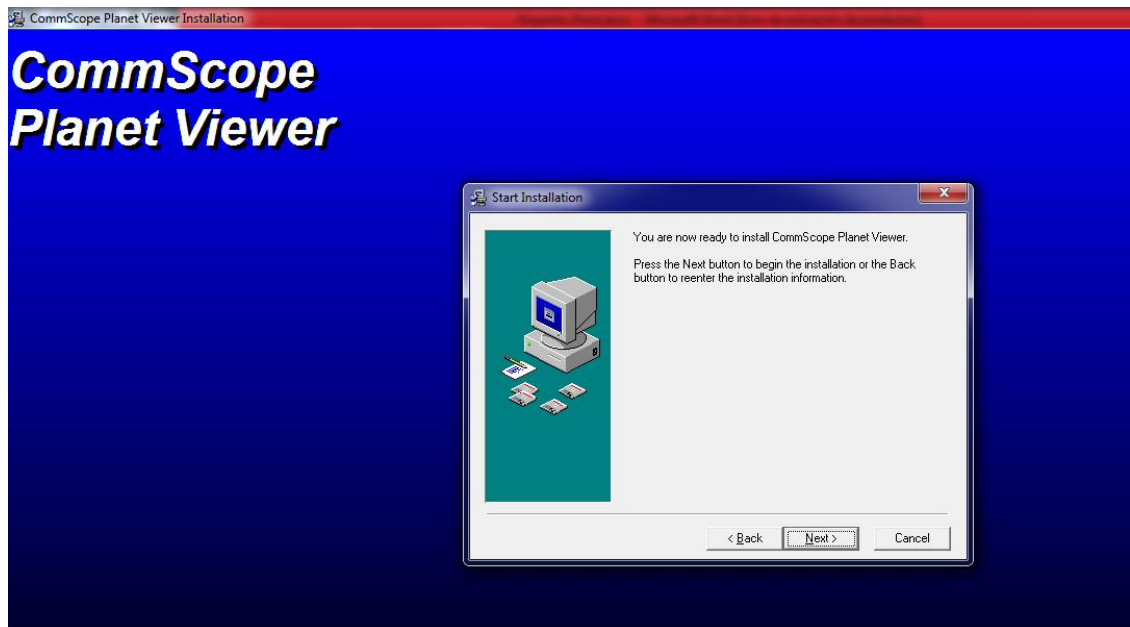 CommScope Planet Viewer Installation
CommScope
Planet Viewer
Start Installation
You are now ready to install CommScope Planet Viewer.
Press the Next button to begin the installation or the Back
button to reenter the installation information.
< Back
Next >
Cancel